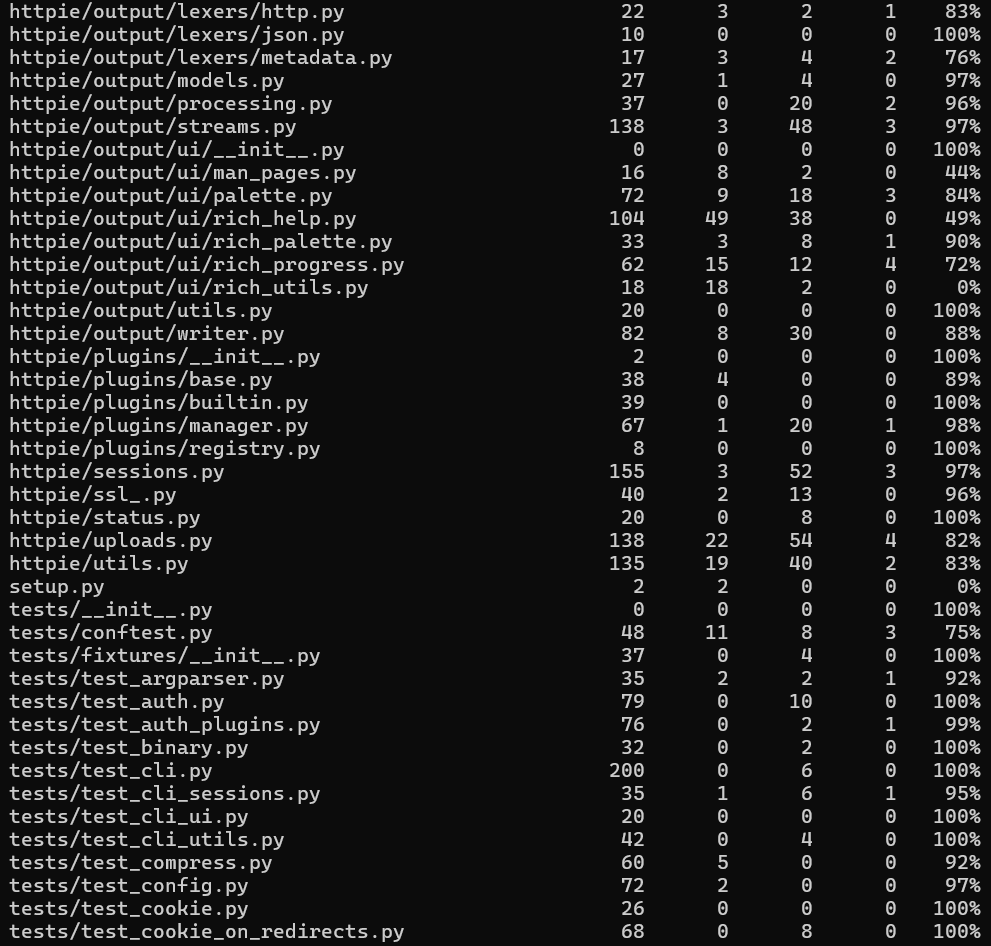 httpie/output/lexers/http.py 22 3 2 1 83%
httpie/output/lexers/json.py 10 0 0 0 100%
httpie/output/lexers/metadata.py 17 3 4 2 76%
httpie/output/models.py 27 1 4 0 97%
httpie/output/processing.py 37 0 20 2 96%
httpie/output/streams.py 138 3 48 3 97%
httpie/output/ui/__init__.py 0 0 0 0 100%
httpie/output/ui/man_pages.py 16 8 2 0 44%
httpie/output/ui/palette.py 72 9 18 3 84%
httpie/output/ui/rich_help.py 104 49 38 0 49%
httpie/output/ui/rich_palette.py 33 3 8 1 90%
httpie/output/ui/rich_progress.py 62 15 12 4 72%
httpie/output/ui/rich_utils.py 18 18 2 0 0%
httpie/output/utils.py 20 0 0 0 100%
httpie/output/writer.py 82 8 30 0 88%
httpie/plugins/__init__.py 2 0 0 0 100%
httpie/plugins/base.py 38 4 0 0 89%
httpie/plugins/builtin.py 39 0 0 0 100%
httpie/plugins/manager.py 67 1 20 1 98%
httpie/plugins/registry.py 8 0 0 0 100%
httpie/sessions.py 155 3 52 3 97%
httpie/ssl_.py 40 2 13 0 96%
httpie/status.py 20 0 8 0 100%
httpie/uploads.py 138 22 54 4 82%
httpie/utils.py 135 19 40 2 83%
setup.py 2 2 0 0 0%
tests/__init__.py 0 0 0 0 100%
tests/conftest.py 48 11 8 3 75%
tests/fixtures/__init__.py 37 0 4 0 100%
tests/test_argparser.py 35 2 2 1 92%
tests/test_auth.py 79 0 10 0 100%
tests/test_auth_plugins.py 76 0 2 1 99%
tests/test_binary.py 32 0 2 0 100%
tests/test_cli.py 200 0 6 0 100%
tests/test_cli_sessions.py 35 1 6 1 95%
tests/test_cli_ui.py 20 0 0 0 100%
tests/test_cli_utils.py 42 0 4 0 100%
tests/test_compress.py 60 5 0 0 92%
tests/test_config.py 72 2 0 0 97%
tests/test_cookie.py 26 0 0 0 100%
tests/test_cookie_on_redirects.py 68 0 8 0 100%